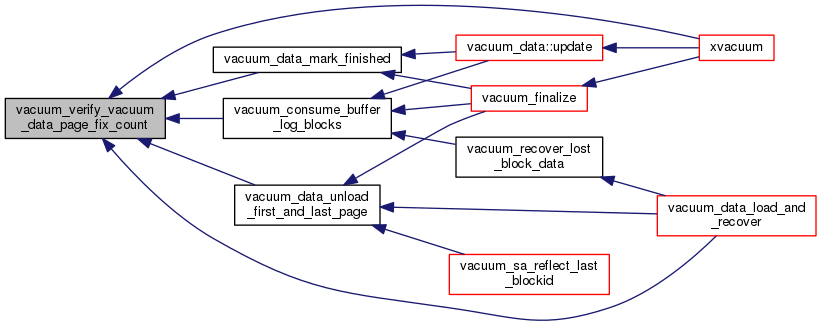 vacuum_verify_vacuum
_data_page_fix_count
vacuum_data_mark_finished
vacuum_consume_buffer
_log_blocks
vacuum_data_unload
_first_and_last_page
vacuum_data::update
vacuum_finalize
vacuum_recover_lost
_block_data
vacuum_sa_reflect_last
_blockid
xvacuum
vacuum_data_load_and
_recover